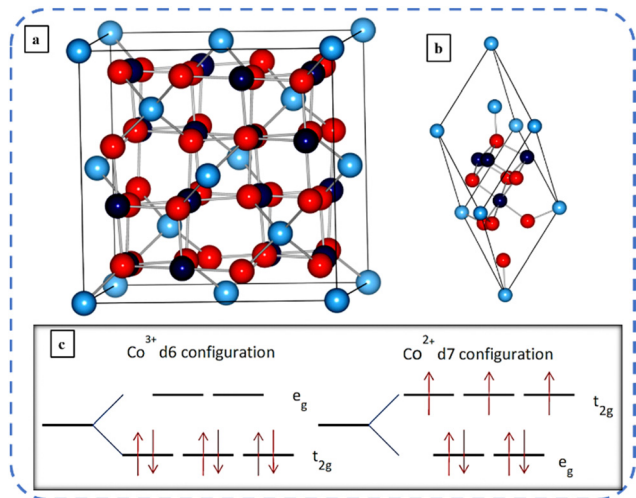 a
b
c
Co3+ d6 configuration
eg
t2g
Co2+ d7 configuration
t2g
eg